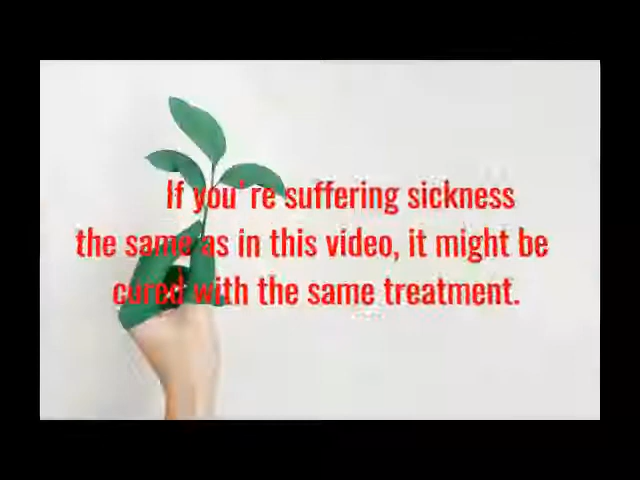 If you're suffering sickness
the same as in this video, it might be
cured with the same treatment.